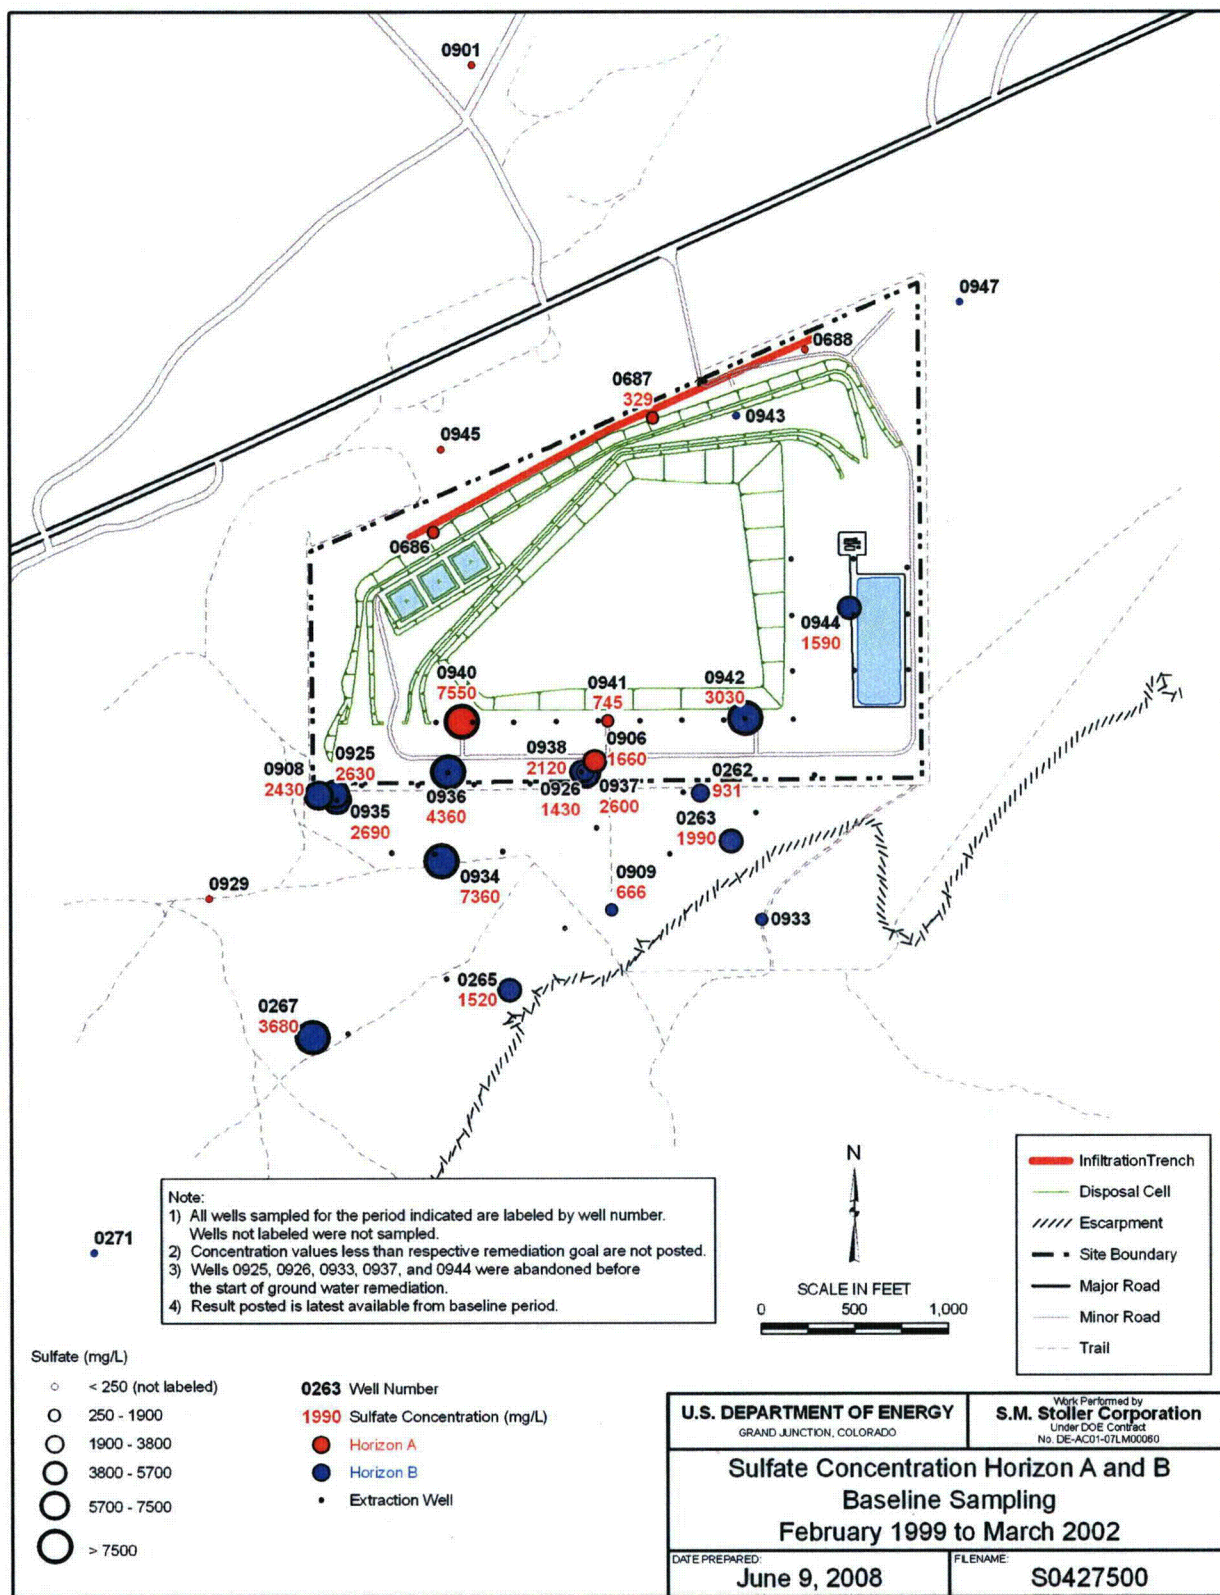 0901
0947
0688
0687
329
0943
0945
0686
0944
1590
0940
7550
0941
745
0942
3030
0906
1660
0938
2120
0925
2630
0908
2430
0262
931
0926
1430
0937
2600
0936
4360
0935
2690
0263
1990
0934
7360
0909
666
0929
0933
0265
1520
0267
3680
0271
Note:
1) All wells sampled for the period indicated are labeled by well number.
Wells not labeled were not sampled.
2) Concentration values less than respective remediation goal are not posted.
3) Wells 0925, 0926, 0933, 0937, and 0944 were abandoned before
the start of ground water remediation.
4) Result posted is latest available from baseline period.
N
SCALE IN FEET
0 500 1,000
InfiltrationTrench
Disposal Cell
Escarpment
Site Boundary
Major Road
Minor Road
Trail
Sulfate (mg/L)
< 250 (not labeled)
250 - 1900
1900 - 3800
3800 - 5700
5700 - 7500
> 7500
0263 Well Number
1990 Sulfate Concentration (mg/L)
Horizon A
Horizon B
Extraction Well
U.S. DEPARTMENT OF ENERGY
GRAND JUNCTION, COLORADO
Work Performed by
S.M. Stoller Corporation
Under DOE Contract
No. DE-AC01-07LM00060
Sulfate Concentration Horizon A and B
Baseline Sampling
February 1999 to March 2002
DATE PREPARED:
June 9, 2008
FILENAME:
S0427500